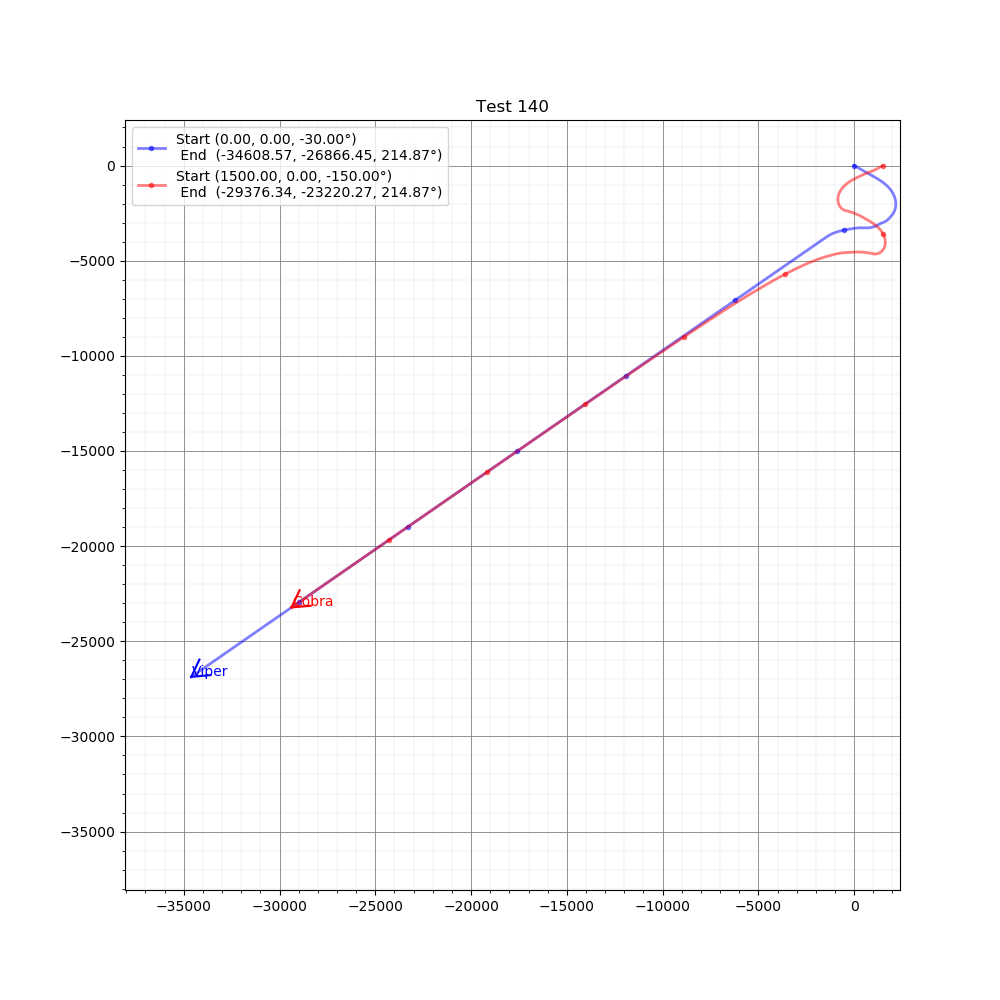 Test 140
Start (0.00, 0.00, -30.00°)
End  (-34608.57, -26866.45, 214.87°)
Start (1500.00, 0.00, -150.00°)
End  (-29376.34, -23220.27, 214.87°)
0
−5000
−10000
−15000
−20000
−25000
−30000
−35000
Cobra
Viper
−35000 −30000 −25000 −20000 −15000 −10000 −5000 0